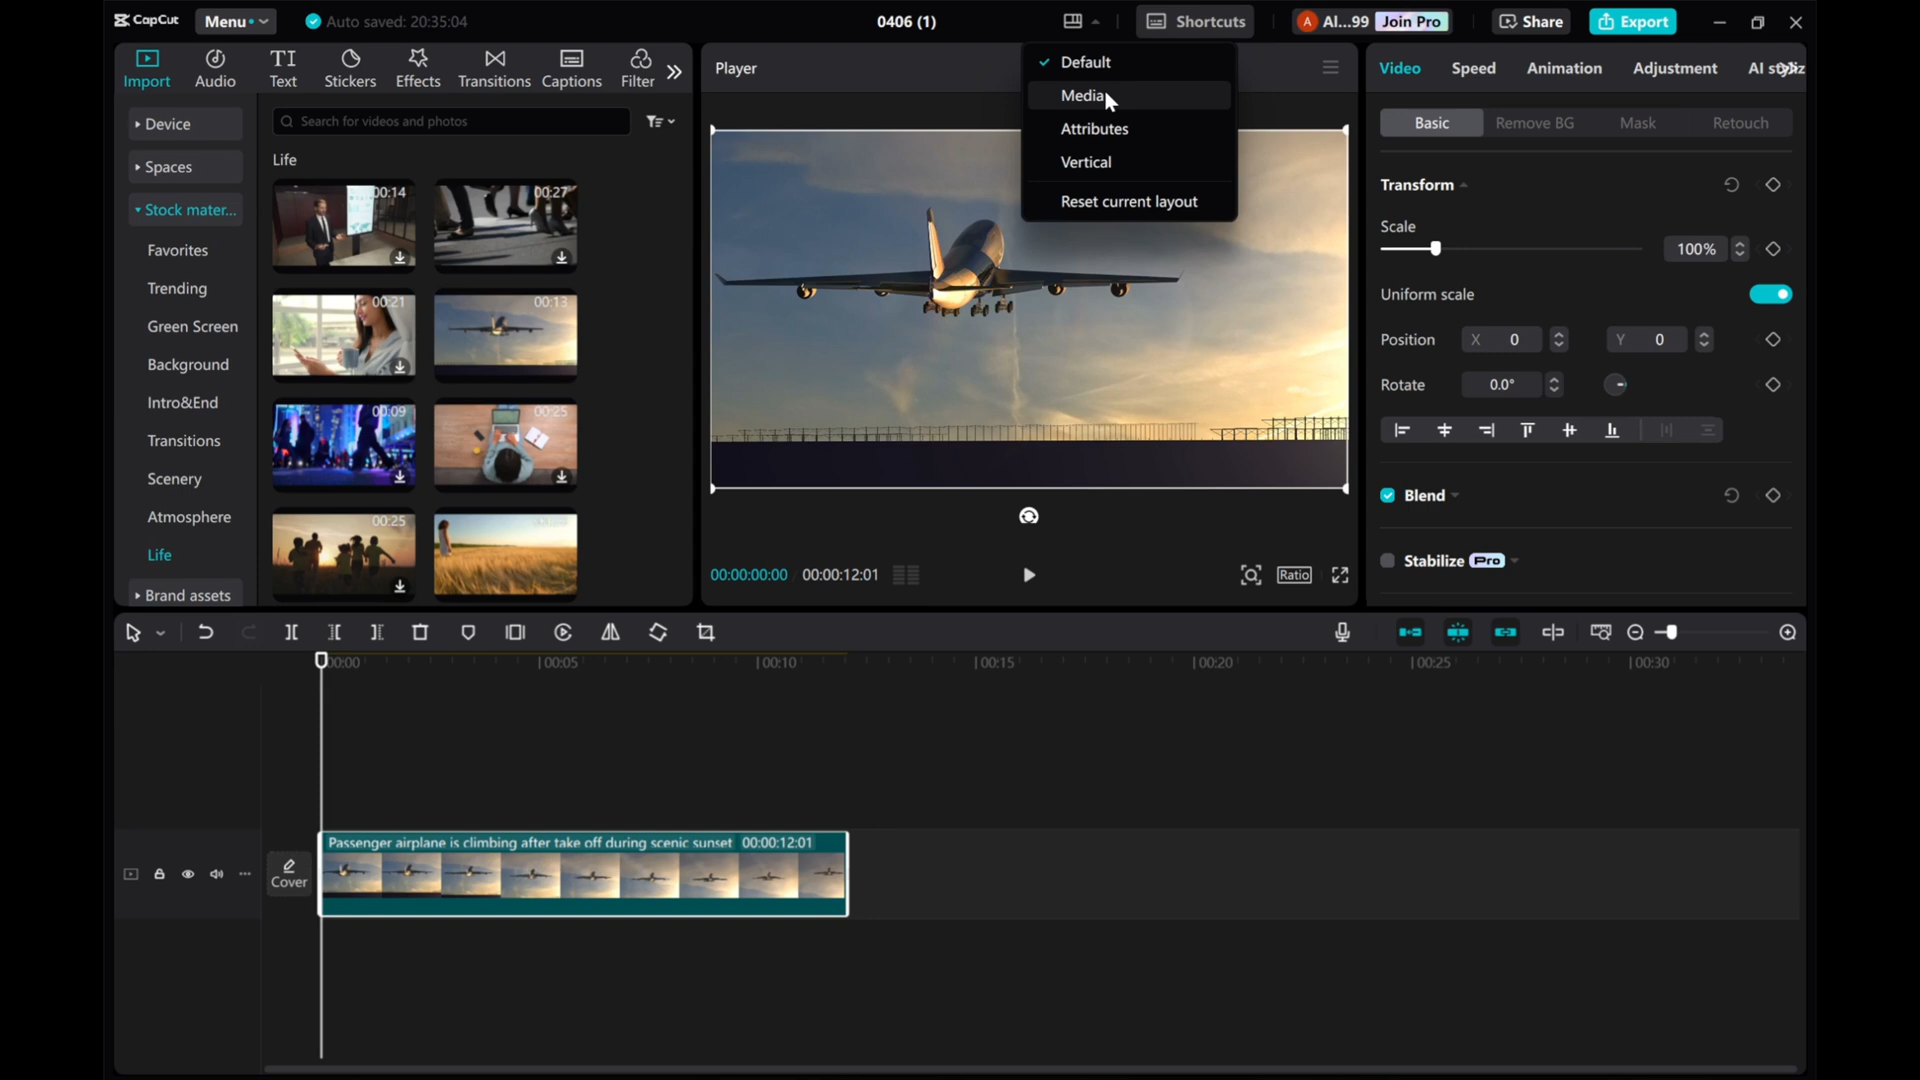 CapCut
Menu
Auto saved: 20:35:04
0406 (1)
Shortcuts
A
Al...99
Join Pro
Share
Export
Import
Audio
TI
Text
Stickers
Effects
Transitions
Captions
Filter
Device
Spaces
Stock mater...
Favorites
Trending
Green Screen
Background
Intro&End
Transitions
Scenery
Atmosphere
Life
Brand assets
Search for videos and photos
Life
00:14
00:27
00:21
00:13
00:09
00:25
00:25
Player
Default
Media
Attributes
Vertical
Reset current layout
00:00:00:00
00:00:12:01
Ratio
Video
Speed
Animation
Adjustment
Basic
Remove BG
Mask
Retouch
Transform
Scale
100%
Uniform scale
Position
X 0
Y 0
Rotate
0.0°
Blend
Stabilize
Pro
00:00
00:05
00:10
00:15
00:20
00:25
00:30
Cover
Passenger airplane is climbing after take off during scenic sunset 00:00:12:01